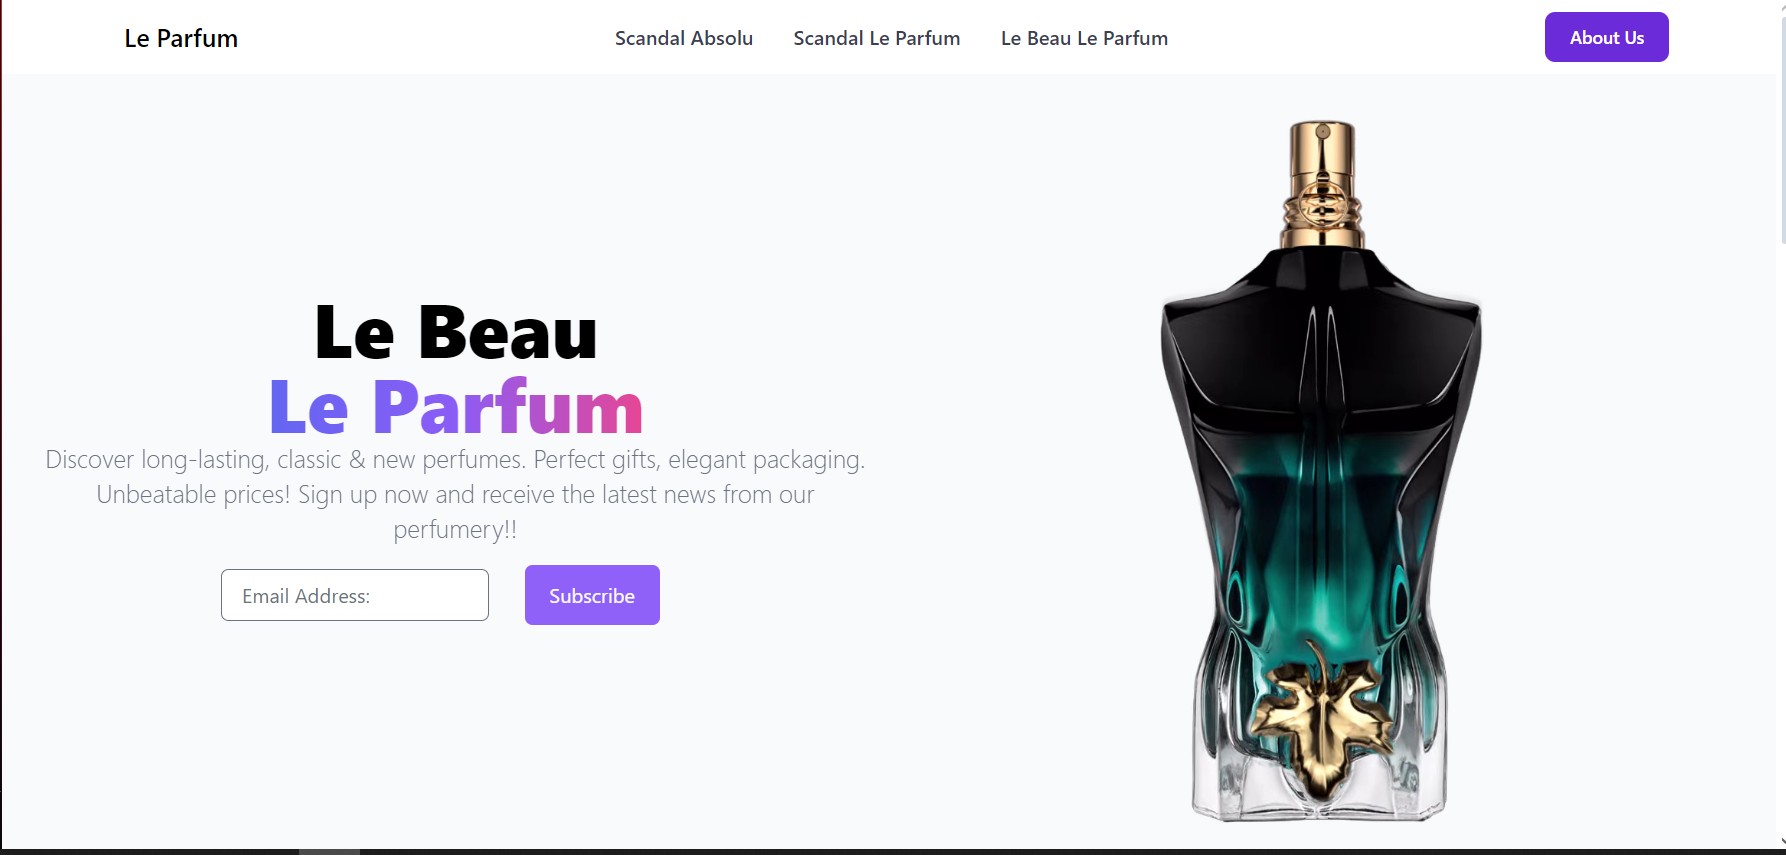 Le Parfum
Scandal Absolu
Scandal Le Parfum
Le Beau Le Parfum
About Us
Le Beau
Le Parfum
Discover long-lasting, classic & new perfumes. Perfect gifts, elegant packaging.
Unbeatable prices! Sign up now and receive the latest news from our
perfumery!!
Email Address:
Subscribe